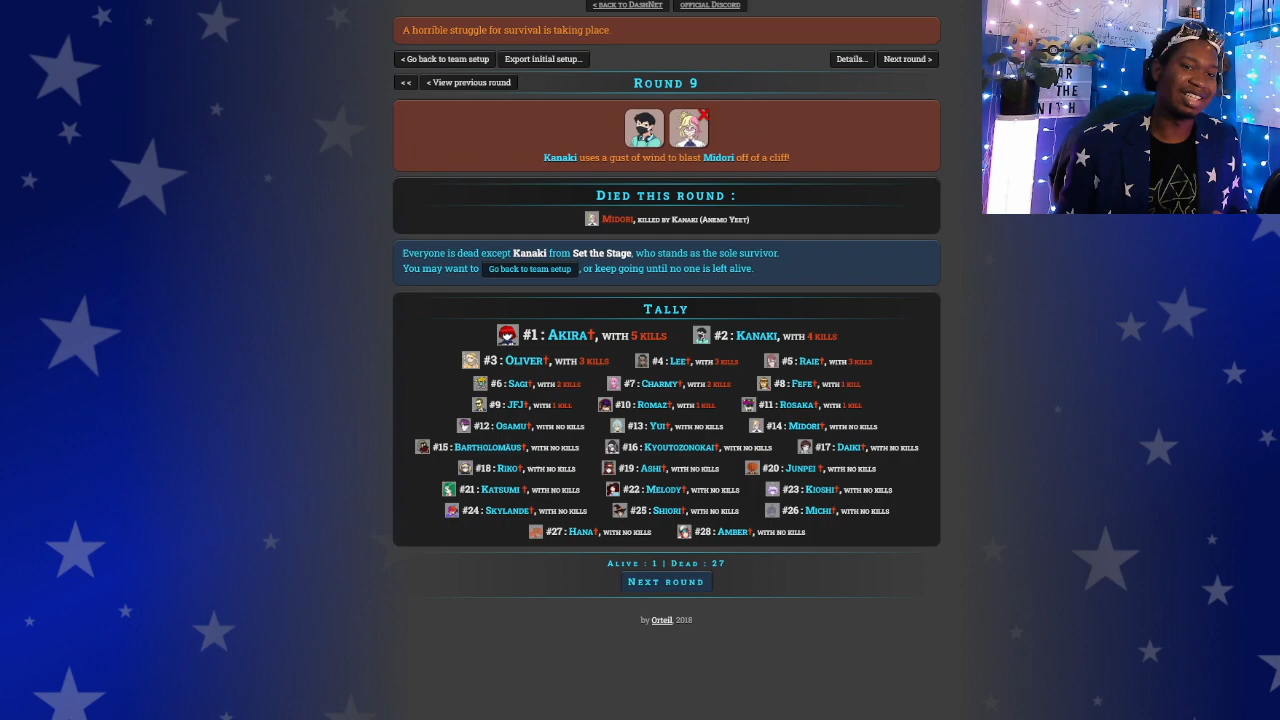 < back to DashNet
official Discord
A horrible struggle for survival is taking place.
< Go back to team setup
Export initial setup...
Details...
Next round >
<<
< View previous round
Round 9
Kanaki uses a gust of wind to blast Midori off of a cliff!
Died this round :
Midori, killed by Kanaki (Anemo Yeet)
Everyone is dead except Kanaki from Set the Stage, who stands as the sole survivor.
You may want to Go back to team setup, or keep going until no one is left alive.
Tally
#1 : Akira†, with 5 kills #2 : Kanaki, with 4 kills
#3 : Oliver†, with 3 kills #4 : Lee†, with 3 kills #5 : Raie†, with 3 kills
#6 : Sagi†, with 2 kills #7 : Charmy†, with 2 kills #8 : Fefe†, with 1 kill
#9 : JFJ†, with 1 kill #10 : Romaz†, with 1 kill #11 : Rosaka†, with 1 kill
#12 : Osamu†, with no kills #13 : Yui†, with no kills #14 : Midori†, with no kills
#15 : Bartholomäus†, with no kills #16 : Kyoutozonokai†, with no kills #17 : Daiki†, with no kills
#18 : Riko†, with no kills #19 : Ashi†, with no kills #20 : Junpei †, with no kills
#21 : Katsumi †, with no kills #22 : Melody†, with no kills #23 : Kioshi†, with no kills
#24 : Skylande†, with no kills #25 : Shiori†, with no kills #26 : Michi†, with no kills
#27 : Hana†, with no kills #28 : Amber†, with no kills
Alive : 1 | Dead : 27
Next round
by Orteil, 2018
THE